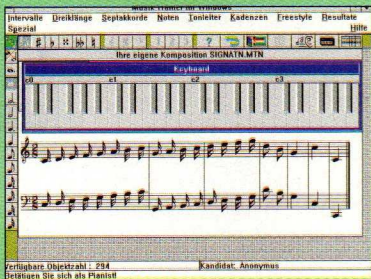 Musik Trainer für Windows
Intervalle Dreiklänge Septakkorde Noten Tonleiter Kadenzen Freestyle Resultate
Spezial Hilfe
Ihre eigene Komposition SIGNATN.MTN
Keyboard
c0 c1 c2 c3
Verfügbare Objektzahl : 294 Kandidat: Anonymus
Betätigen Sie sich als Pianist!